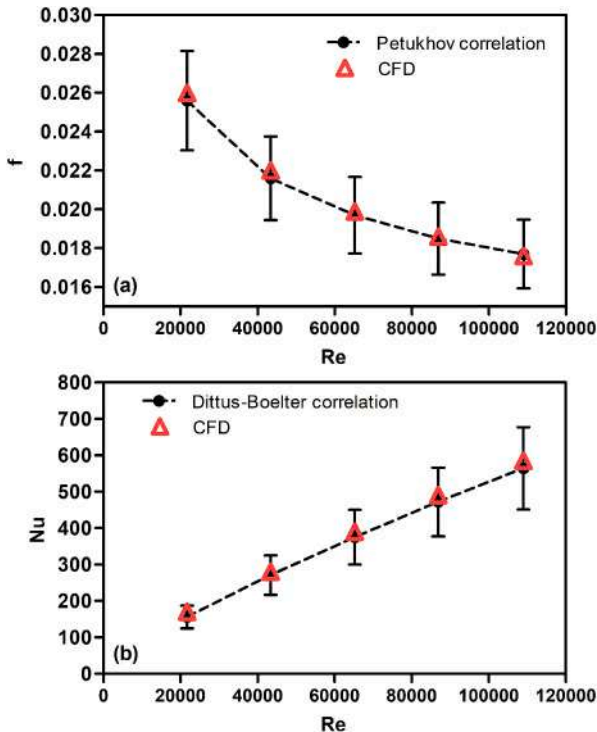 0.030
0.028
0.026
0.024
0.022
0.020
0.018
0.016
f
Petukhov correlation
CFD
(a)
0 20000 40000 60000 80000 100000 120000
Re
800
700
600
500
400
300
200
100
0
Nu
Dittus-Boelter correlation
CFD
(b)
0 20000 40000 60000 80000 100000 120000
Re